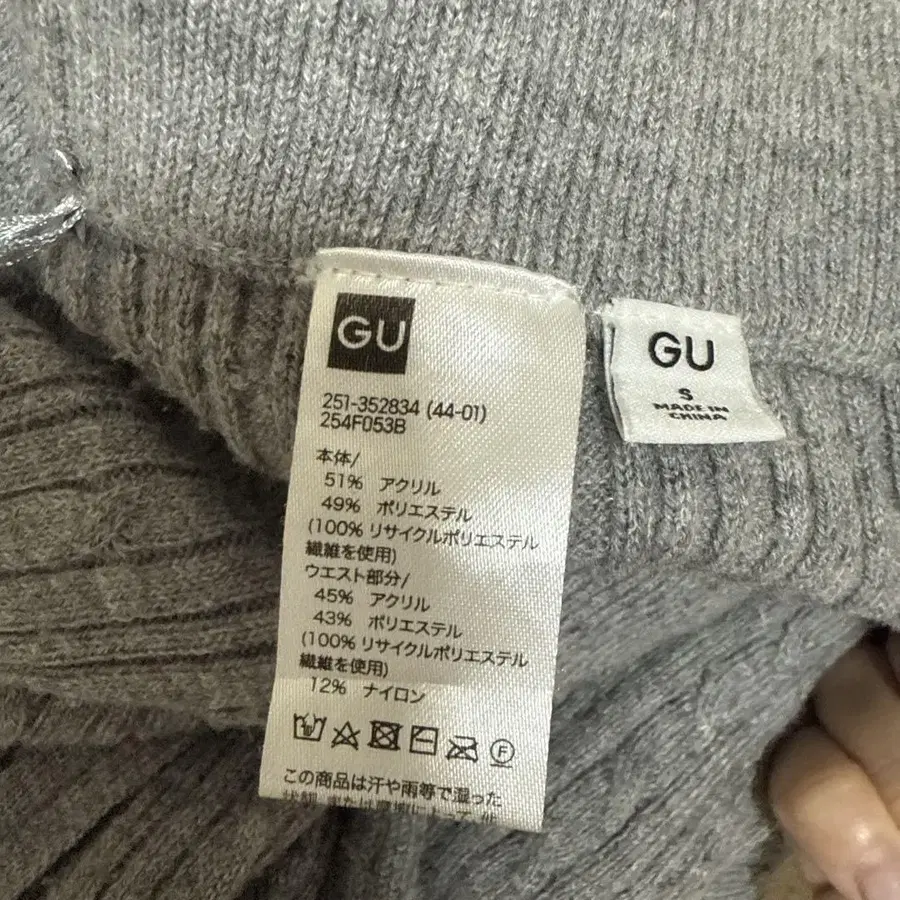 GU
251-352834 (44-01)
254F053B
本体/
51% アクリル
49% ポリエステル
(100% リサイクルポリエステル
繊維を使用)
ウエスト部分/
45% アクリル
43% ポリエステル
(100% リサイクルポリエステル
繊維を使用)
12% ナイロン
F
この商品は汗や雨等で湿った
GU
S
MADE IN
CHINA